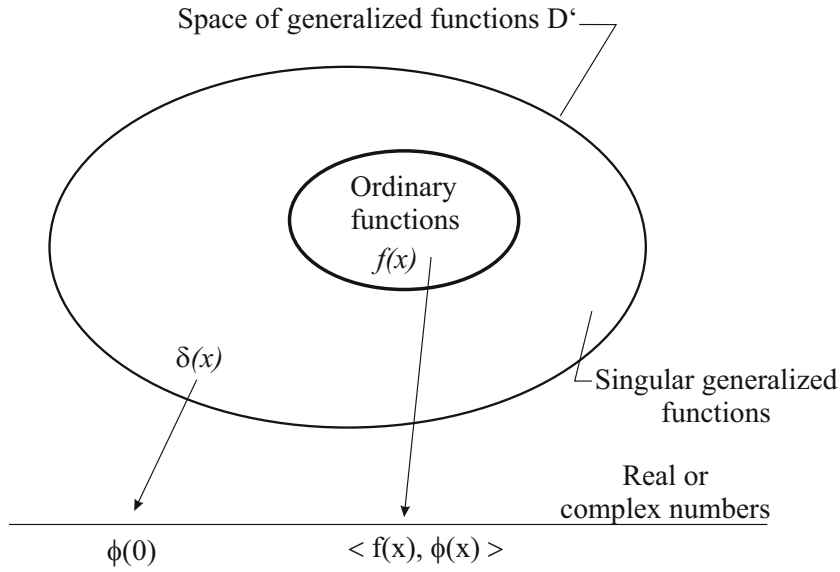 Space of generalized functions D‘
Ordinary
functions
f(x)
δ(x)
Singular generalized
functions
Real or
complex numbers
ϕ(0)
< f(x), ϕ(x) >